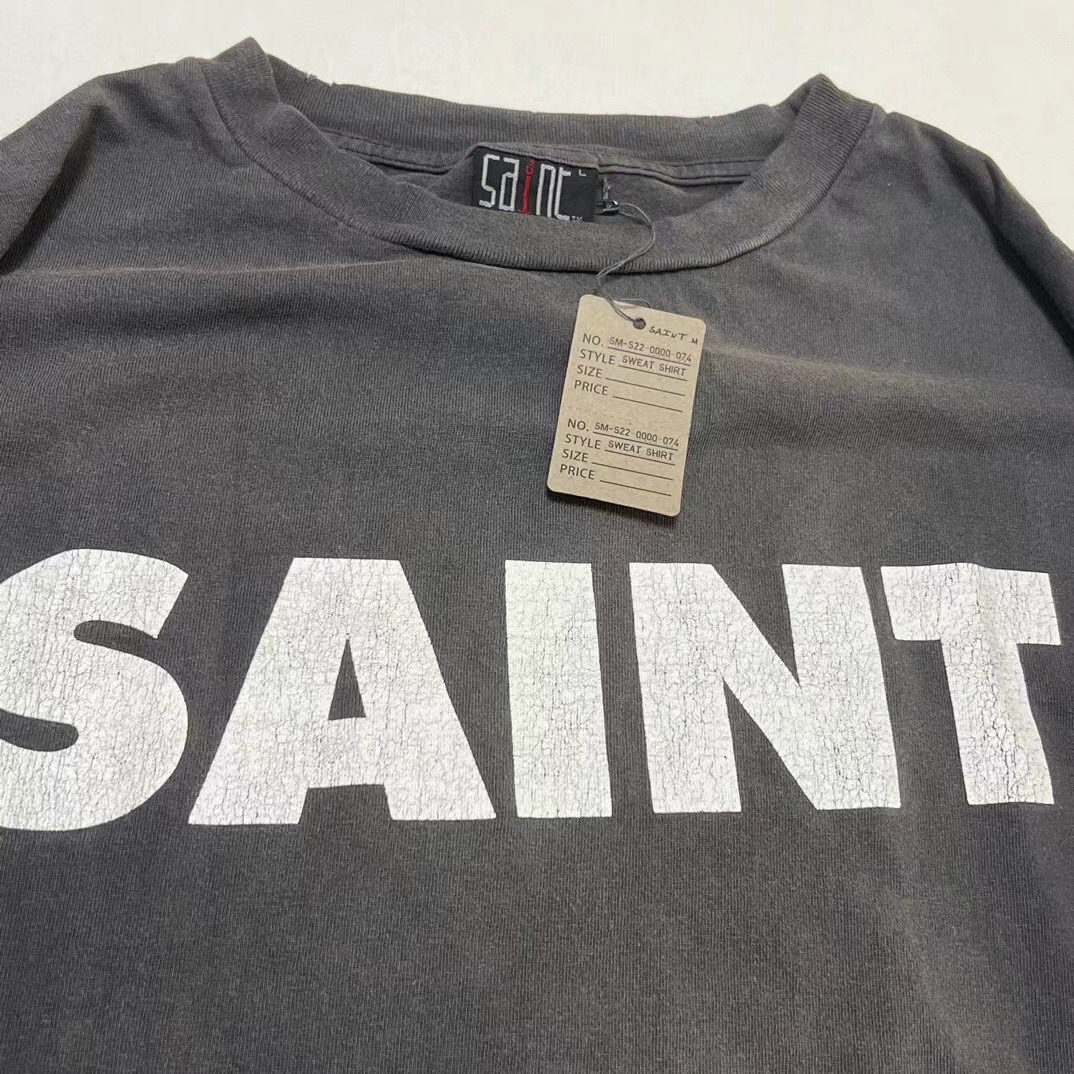 saint L
SAINT M
NO. SM-S22-0000-074
STYLE SWEAT SHIRT
SIZE
PRICE
NO. SM-S22-0000-074
STYLE SWEAT SHIRT
SIZE
PRICE
SAINT